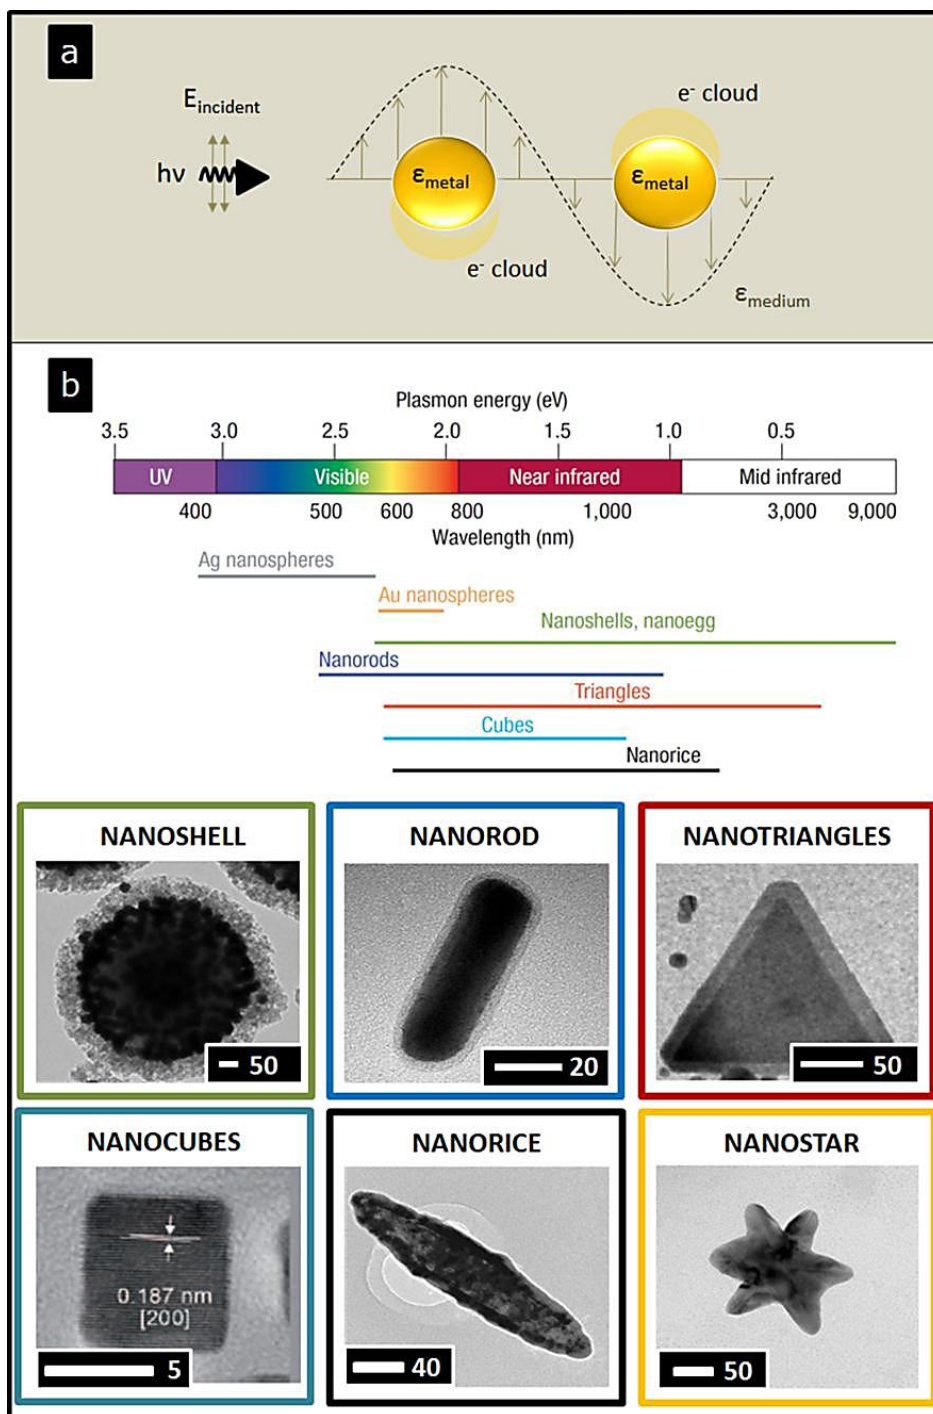 a
E incident
hν
ε metal
e⁻ cloud
e⁻ cloud
ε metal
ε medium
b
Plasmon energy (eV)
3.5 3.0 2.5 2.0 1.5 1.0 0.5
UV Visible Near infrared Mid infrared
400 500 600 800 1,000 3,000 9,000
Wavelength (nm)
Ag nanospheres
Au nanospheres
Nanoshells, nanoegg
Nanorods
Triangles
Cubes
Nanorice
NANOSHELL
50
NANOROD
20
NANOTRIANGLES
50
NANOCUBES
0.187 nm
[200]
5
NANORICE
40
NANOSTAR
50